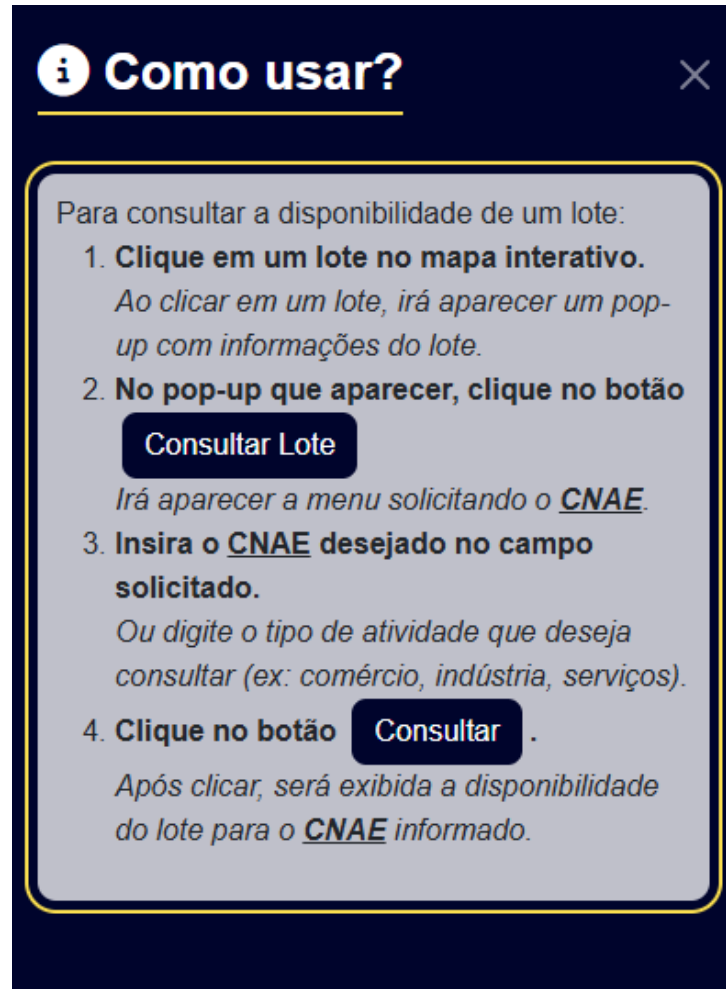 Como usar?
Para consultar a disponibilidade de um lote:
1. Clique em um lote no mapa interativo.
Ao clicar em um lote, irá aparecer um pop-
up com informações do lote.
2. No pop-up que aparecer, clique no botão
Consultar Lote
Irá aparecer a menu solicitando o CNAE.
3. Insira o CNAE desejado no campo
solicitado.
Ou digite o tipo de atividade que deseja
consultar (ex: comércio, indústria, serviços).
4. Clique no botão Consultar .
Após clicar, será exibida a disponibilidade
do lote para o CNAE informado.